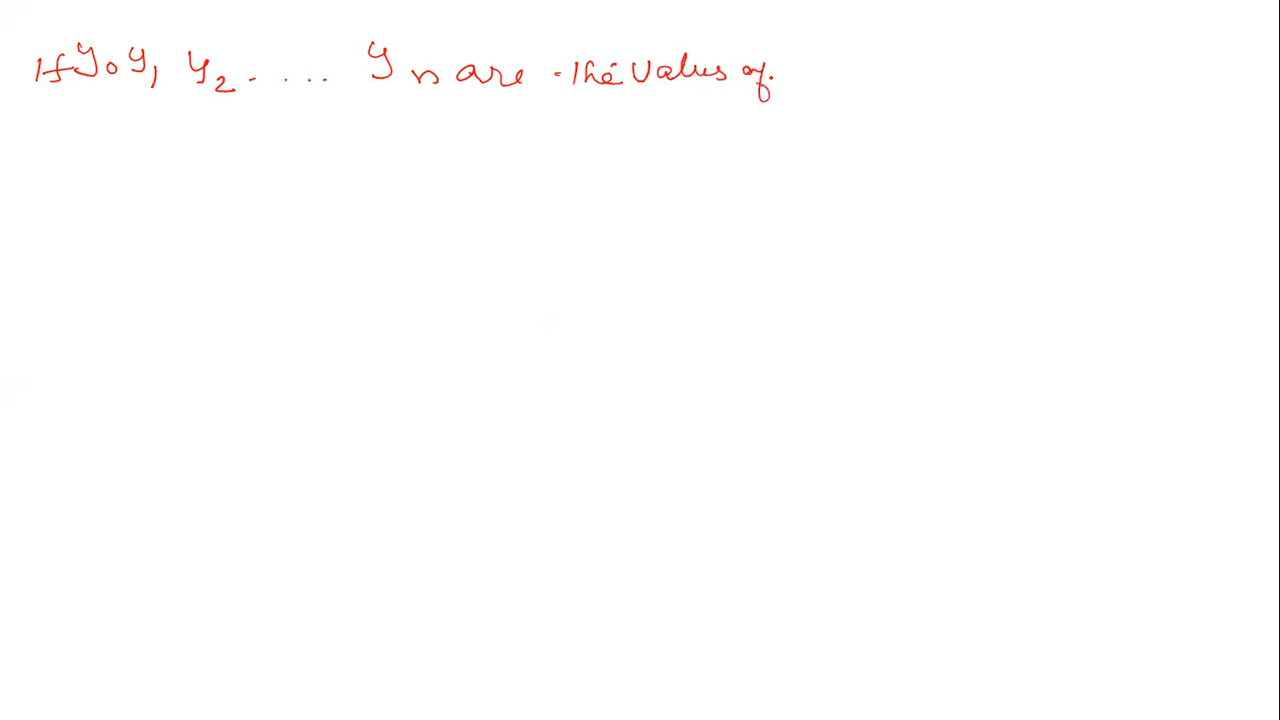 If y0 y1 y2 ..... yn are the values of